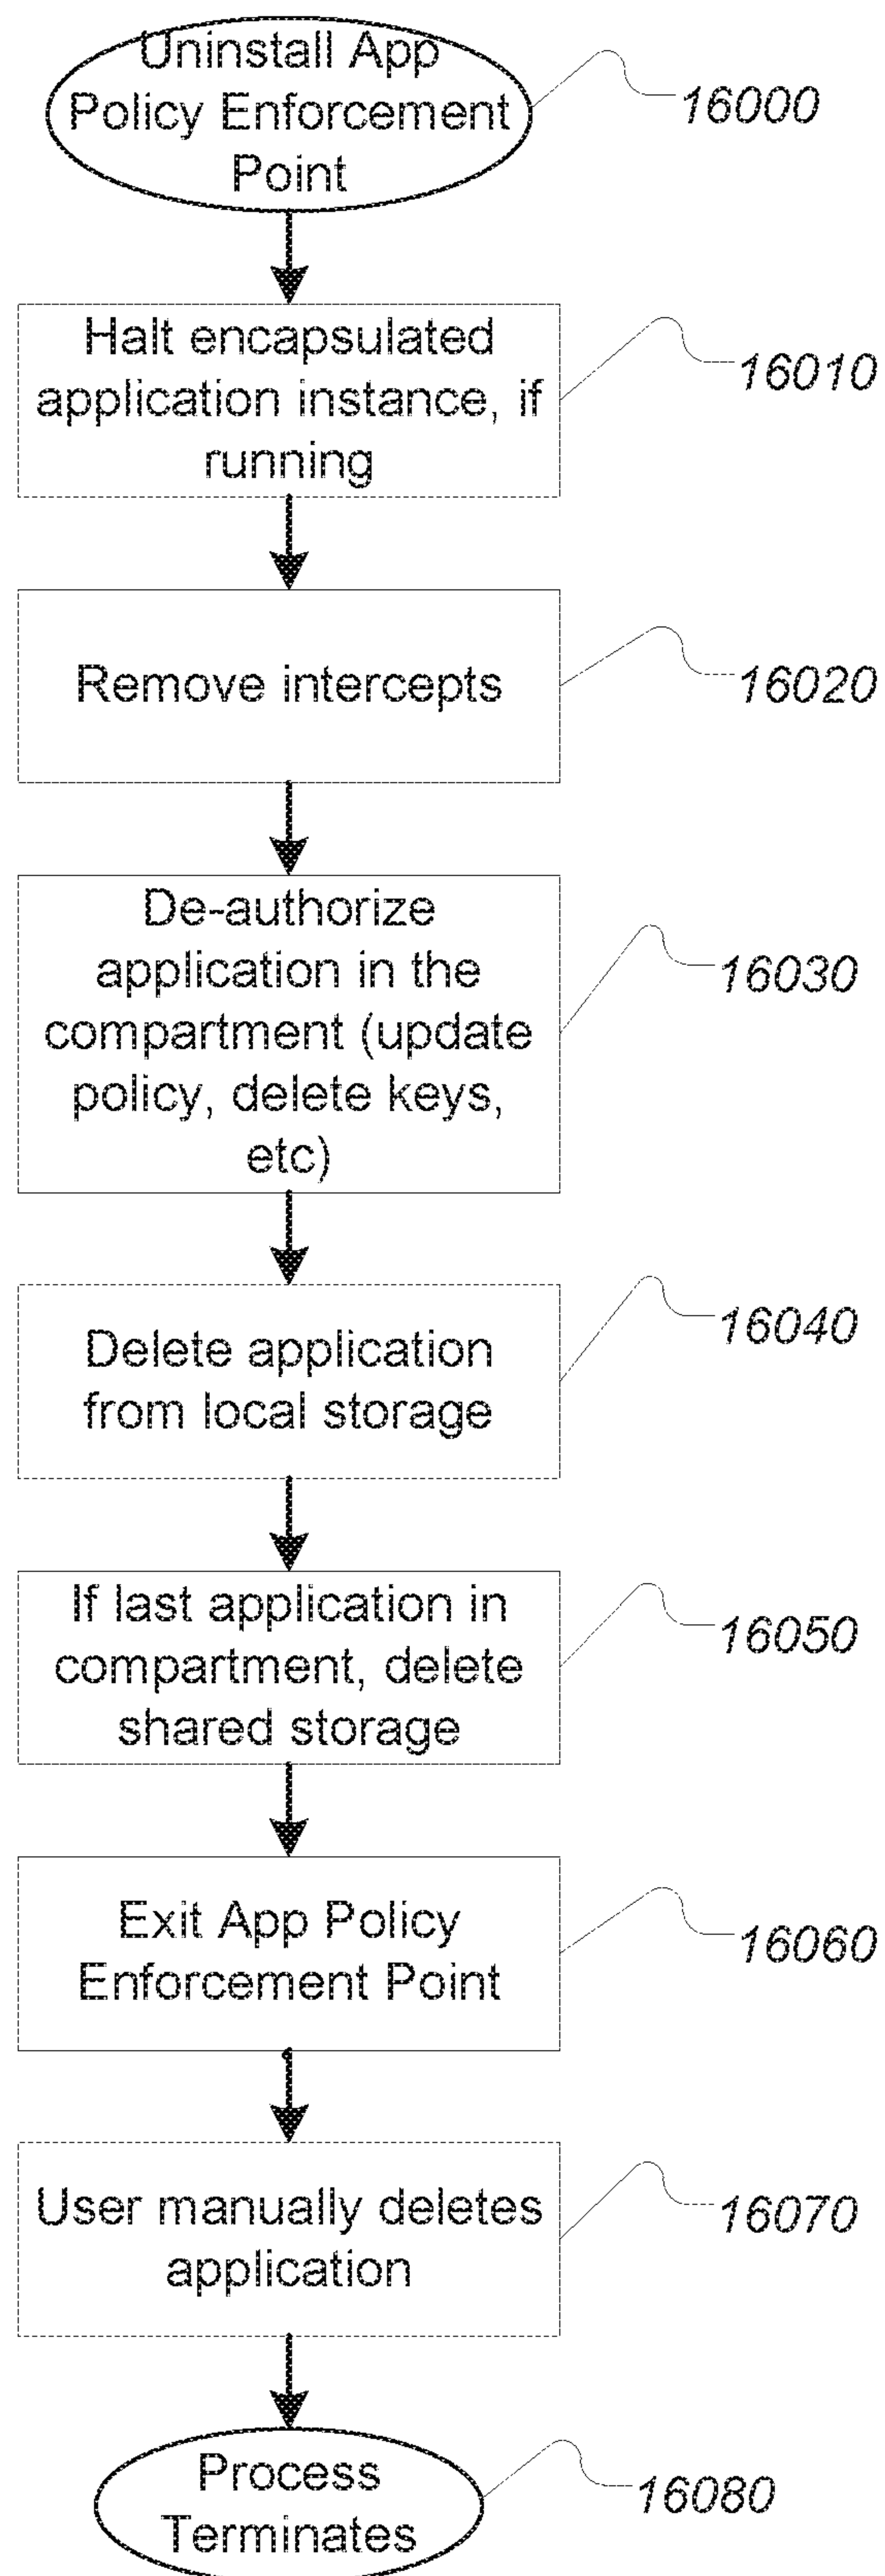 Uninstall App
Policy Enforcement
Point
16000
Halt encapsulated
application instance, if
running
16010
Remove intercepts
16020
De-authorize
application in the
compartment (update
policy, delete keys,
etc)
16030
Delete application
from local storage
16040
If last application in
compartment, delete
shared storage
16050
Exit App Policy
Enforcement Point
16060
User manually deletes
application
16070
Process
Terminates
16080